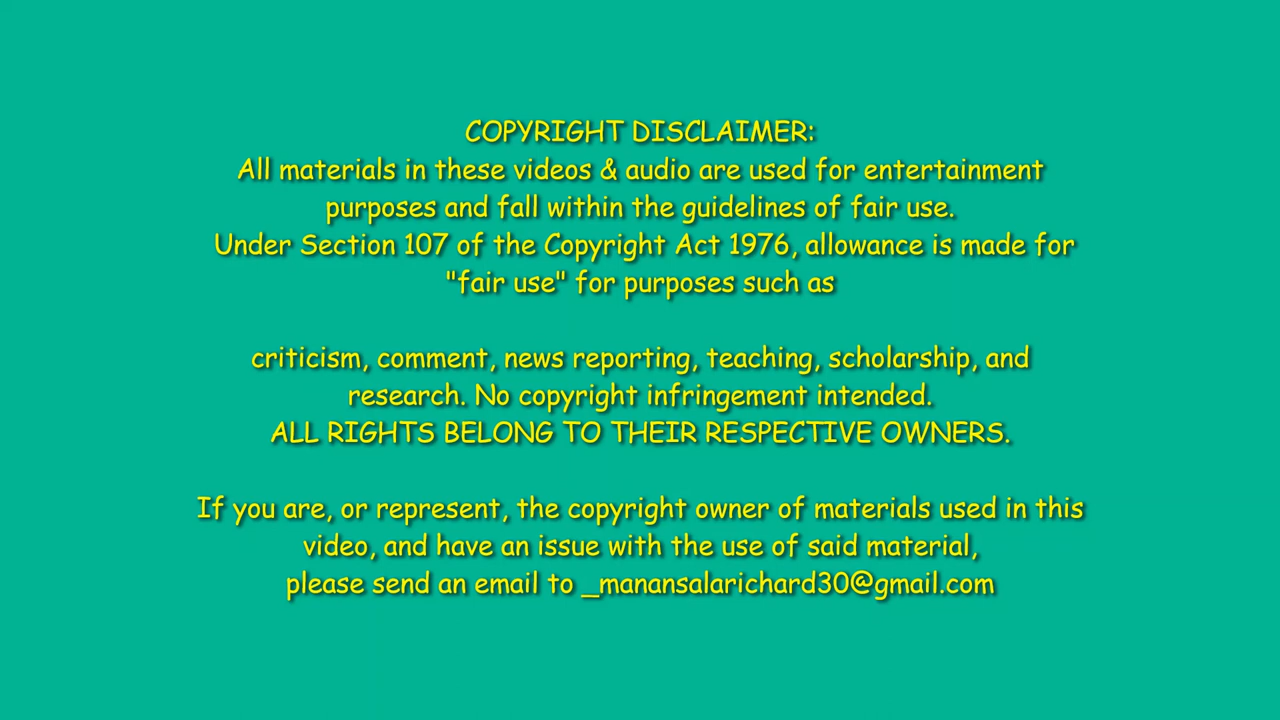 COPYRIGHT DISCLAIMER:
All materials in these videos & audio are used for entertainment
purposes and fall within the guidelines of fair use.
Under Section 107 of the Copyright Act 1976, allowance is made for
"fair use" for purposes such as
criticism, comment, news reporting, teaching, scholarship, and
research. No copyright infringement intended.
ALL RIGHTS BELONG TO THEIR RESPECTIVE OWNERS.
If you are, or represent, the copyright owner of materials used in this
video, and have an issue with the use of said material,
please send an email to _manansalarichard30@gmail.com